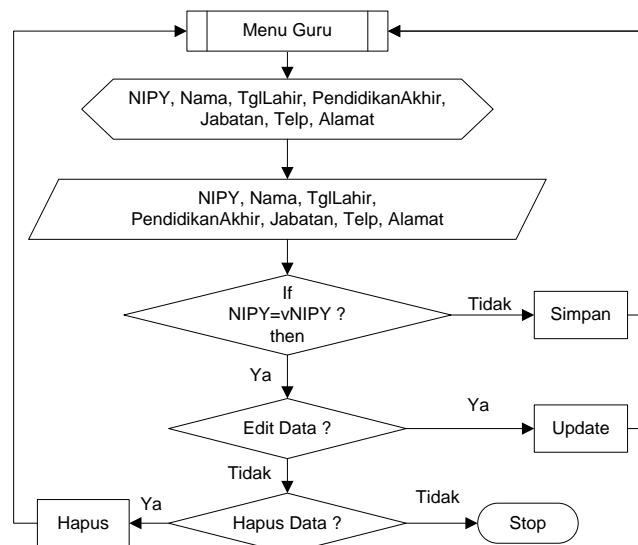 Menu Guru
NIPY, Nama, TglLahir, PendidikanAkhir,
Jabatan, Telp, Alamat
NIPY, Nama, TglLahir,
PendidikanAkhir, Jabatan, Telp, Alamat
If
NIPY=vNIPY ?
then
Tidak
Simpan
Ya
Edit Data ?
Ya
Update
Tidak
Hapus Data ?
Ya
Hapus
Tidak
Stop